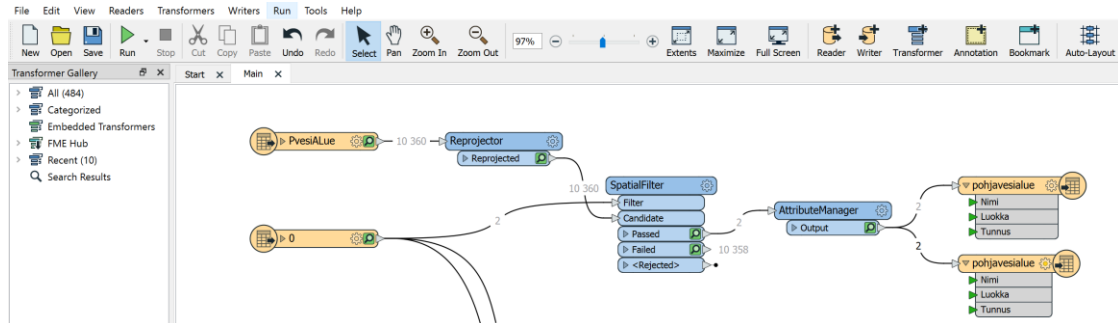 File Edit View Readers Transformers Writers Run Tools Help
New Open Save Run Stop Cut Copy Paste Undo Redo Select Pan Zoom In Zoom Out 97% Extents Maximize Full Screen Reader Writer Transformer Annotation Bookmark Auto-Layout
Transformer Gallery
Start Main
All (484)
Categorized
Embedded Transformers
FME Hub
Recent (10)
Search Results
PvesiALue
10 360
Reprojector
Reprojected
10 360
0
2
SpatialFilter
Filter
Candidate
Passed
Failed
<Rejected>
2
10 358
AttributeManager
Output
2
2
pohjavesialue
Nimi
Luokka
Tunnus
pohjavesialue
Nimi
Luokka
Tunnus